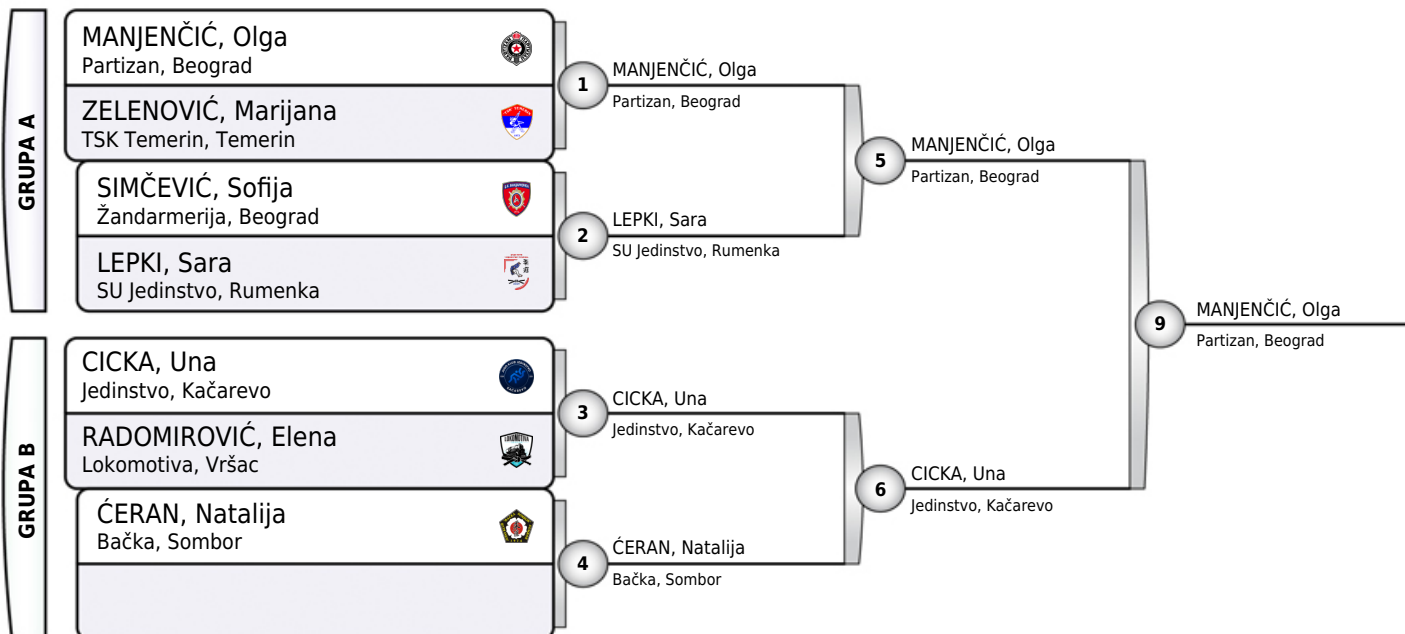 GRUPA A
MANJENČIĆ, Olga
Partizan, Beograd
ZELENOVIĆ, Marijana
TSK Temerin, Temerin
SIMČEVIĆ, Sofija
Žandarmerija, Beograd
LEPKI, Sara
SU Jedinstvo, Rumenka
1
MANJENČIĆ, Olga
Partizan, Beograd
2
LEPKI, Sara
SU Jedinstvo, Rumenka
5
MANJENČIĆ, Olga
Partizan, Beograd
GRUPA B
CICKA, Una
Jedinstvo, Kačarevo
RADOMIROVIĆ, Elena
Lokomotiva, Vršac
LOKOMOTIVA
ĆERAN, Natalija
Bačka, Sombor
3
CICKA, Una
Jedinstvo, Kačarevo
4
ĆERAN, Natalija
Bačka, Sombor
6
CICKA, Una
Jedinstvo, Kačarevo
9
MANJENČIĆ, Olga
Partizan, Beograd